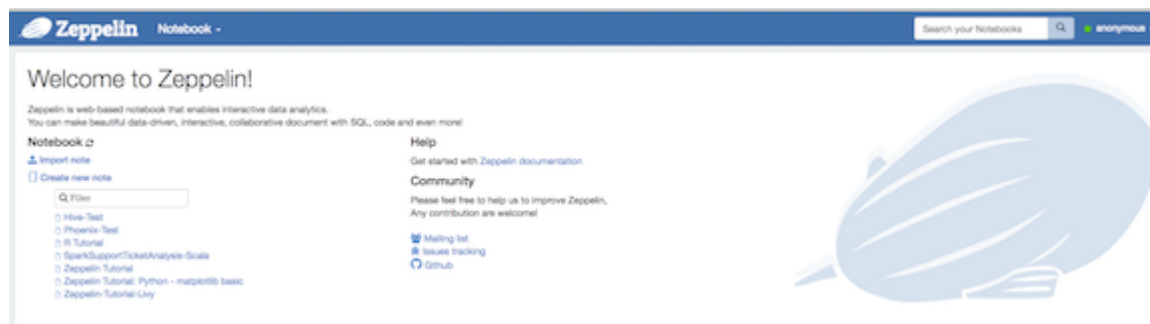 Zeppelin Notebook
Search your Notebooks
anonymous
Welcome to Zeppelin!
Zeppelin is web-based notebook that enables interactive data analytics.
You can make beautiful data-driven, interactive, collaborative document with SQL, code and even more!
Notebook
Import note
Create new note
Filter
Hive-Test
Phoenix-Test
R Tutorial
SparkSupportTicketAnalysis-Scala
Zeppelin Tutorial
Zeppelin Tutorial: Python - matplotlib basic
Zeppelin-Tutorial-Livy
Help
Get started with Zeppelin documentation
Community
Please feel free to help us to improve Zeppelin,
Any contribution are welcome!
Mailing list
Issues tracking
Github